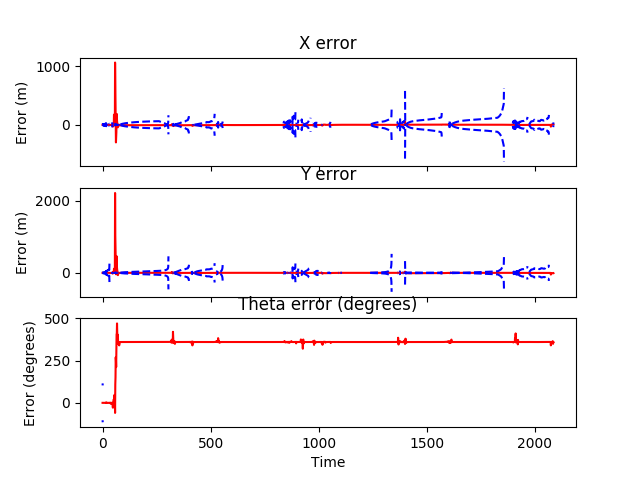 X error
Error (m)
1000
0
Y error
Error (m)
2000
0
Theta error (degrees)
Error (degrees)
500
250
0
0
500
1000
1500
2000
Time